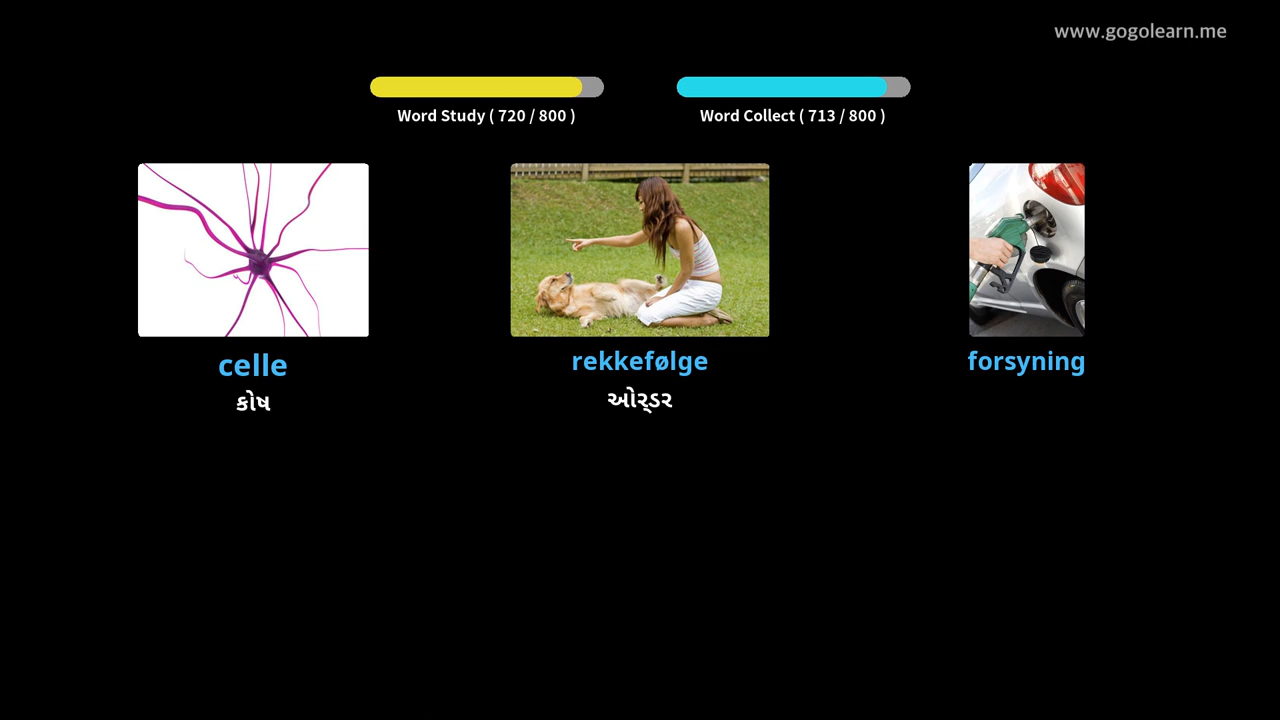 www.gogolearn.me
Word Study ( 720 / 800 )
Word Collect ( 713 / 800 )
celle
rekkefølge
forsyning
કોષ
ઓર્ડર